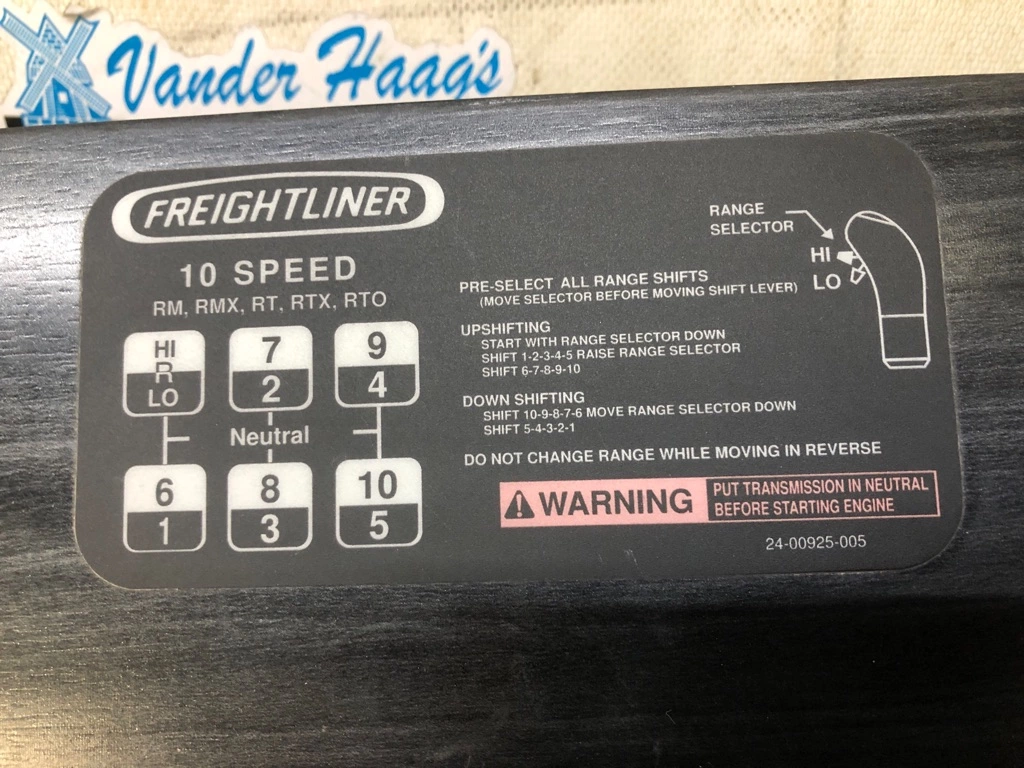 Vander Haag's
FREIGHTLINER
10 SPEED
RM, RMX, RT, RTX, RTO
HI
R
LO
7
2
9
4
Neutral
6
1
8
3
10
5
RANGE
SELECTOR
HI
LO
PRE-SELECT ALL RANGE SHIFTS
(MOVE SELECTOR BEFORE MOVING SHIFT LEVER)
UPSHIFTING
START WITH RANGE SELECTOR DOWN
SHIFT 1-2-3-4-5 RAISE RANGE SELECTOR
SHIFT 6-7-8-9-10
DOWN SHIFTING
SHIFT 10-9-8-7-6 MOVE RANGE SELECTOR DOWN
SHIFT 5-4-3-2-1
DO NOT CHANGE RANGE WHILE MOVING IN REVERSE
WARNING
PUT TRANSMISSION IN NEUTRAL
BEFORE STARTING ENGINE
24-00925-005